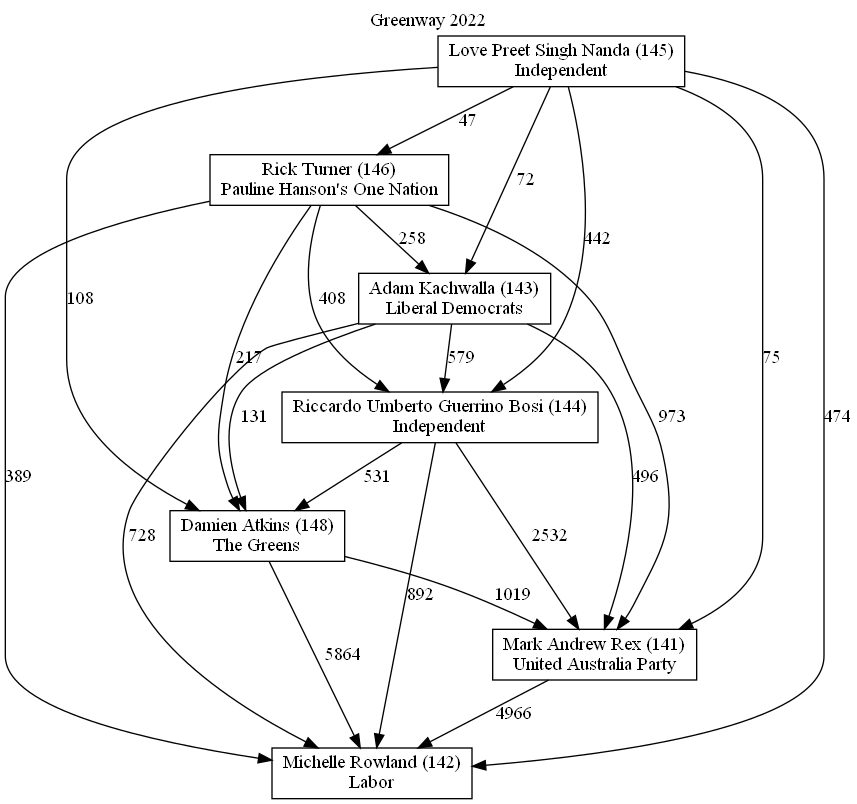 Greenway 2022
Love Preet Singh Nanda (145)
Independent
47
Rick Turner (146)
Pauline Hanson's One Nation
72
442
258
Adam Kachwalla (143)
Liberal Democrats
108
408
217
579
75
131
Riccardo Umberto Guerrino Bosi (144)
Independent
973
474
389
531
496
Damien Atkins (148)
The Greens
728
2532
892
1019
Mark Andrew Rex (141)
United Australia Party
5864
4966
Michelle Rowland (142)
Labor